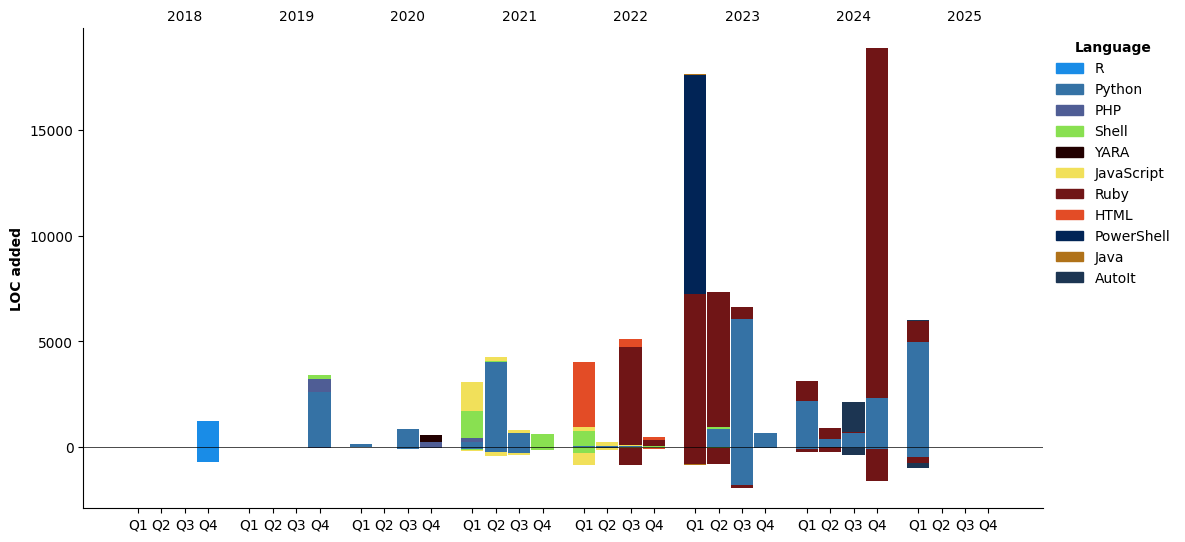 2018 2019 2020 2021 2022 2023 2024 2025
Language
R
Python
PHP
Shell
YARA
JavaScript
Ruby
HTML
PowerShell
Java
AutoIt
LOC added
15000
10000
5000
0
Q1 Q2 Q3 Q4 Q1 Q2 Q3 Q4 Q1 Q2 Q3 Q4 Q1 Q2 Q3 Q4 Q1 Q2 Q3 Q4 Q1 Q2 Q3 Q4 Q1 Q2 Q3 Q4 Q1 Q2 Q3 Q4